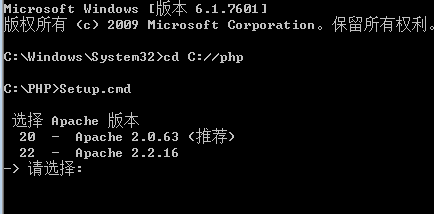 Microsoft Windows [版本 6.1.7601]
版权所有 (c) 2009 Microsoft Corporation。保留所有权利。
C:\Windows\System32>cd C://php
C:\PHP>Setup.cmd
选择 Apache 版本
20 - Apache 2.0.63 (推荐)
22 - Apache 2.2.16
-> 请选择: